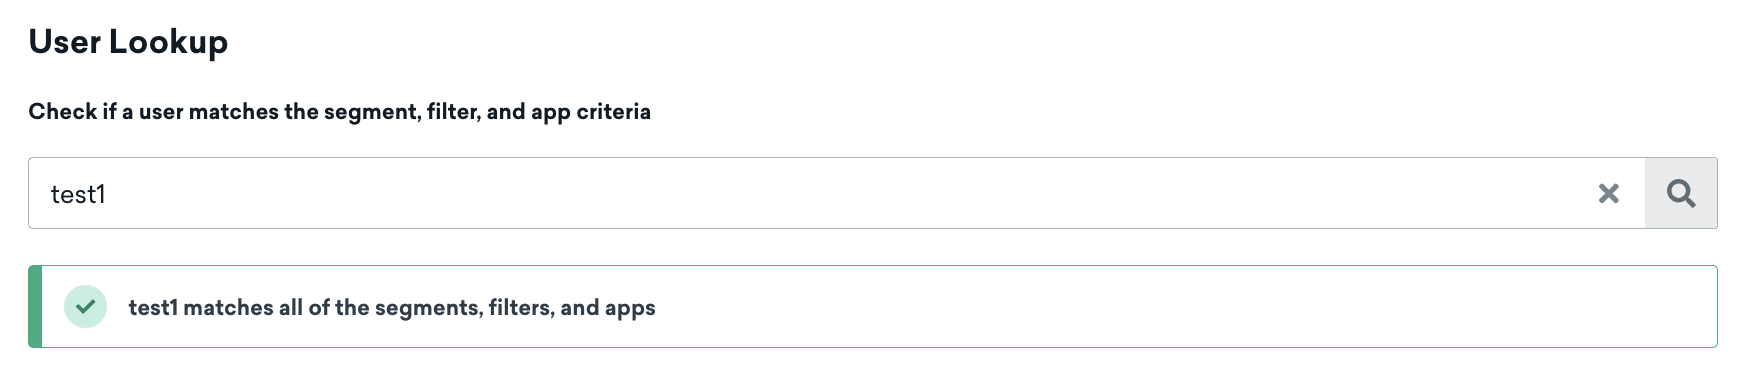 User Lookup
Check if a user matches the segment, filter, and app criteria
test1
test1 matches all of the segments, filters, and apps